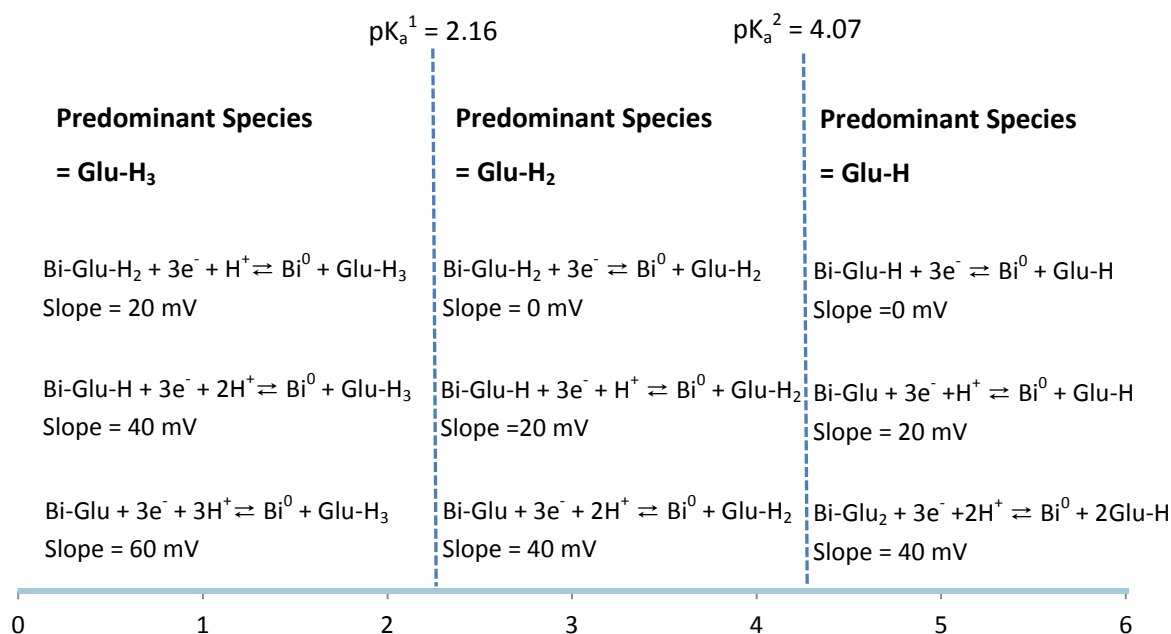 pKₐ¹ = 2.16
pKₐ² = 4.07
Predominant Species
= Glu-H₃
Predominant Species
= Glu-H₂
Predominant Species
= Glu-H
Bi-Glu-H₂ + 3e⁻ + H⁺ ⇄ Bi⁰ + Glu-H₃
Slope = 20 mV
Bi-Glu-H₂ + 3e⁻ ⇄ Bi⁰ + Glu-H₂
Slope = 0 mV
Bi-Glu-H + 3e⁻ ⇄ Bi⁰ + Glu-H
Slope =0 mV
Bi-Glu-H + 3e⁻ + 2H⁺ ⇄ Bi⁰ + Glu-H₃
Slope = 40 mV
Bi-Glu-H + 3e⁻ + H⁺ ⇄ Bi⁰ + Glu-H₂
Slope =20 mV
Bi-Glu + 3e⁻ +H⁺ ⇄ Bi⁰ + Glu-H
Slope = 20 mV
Bi-Glu + 3e⁻ + 3H⁺ ⇄ Bi⁰ + Glu-H₃
Slope = 60 mV
Bi-Glu + 3e⁻ + 2H⁺ ⇄ Bi⁰ + Glu-H₂
Slope = 40 mV
Bi-Glu₂ + 3e⁻ +2H⁺ ⇄ Bi⁰ + 2Glu-H
Slope = 40 mV
0 1 2 3 4 5 6